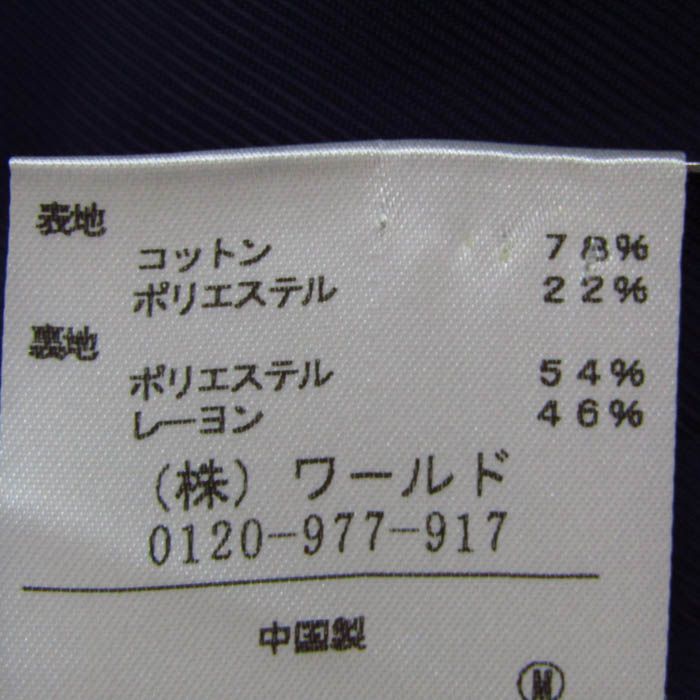 表地
コットン 78%
ポリエステル 22%
裏地
ポリエステル 54%
レーヨン 46%
(株) ワールド
0120-977-917
中国製
M